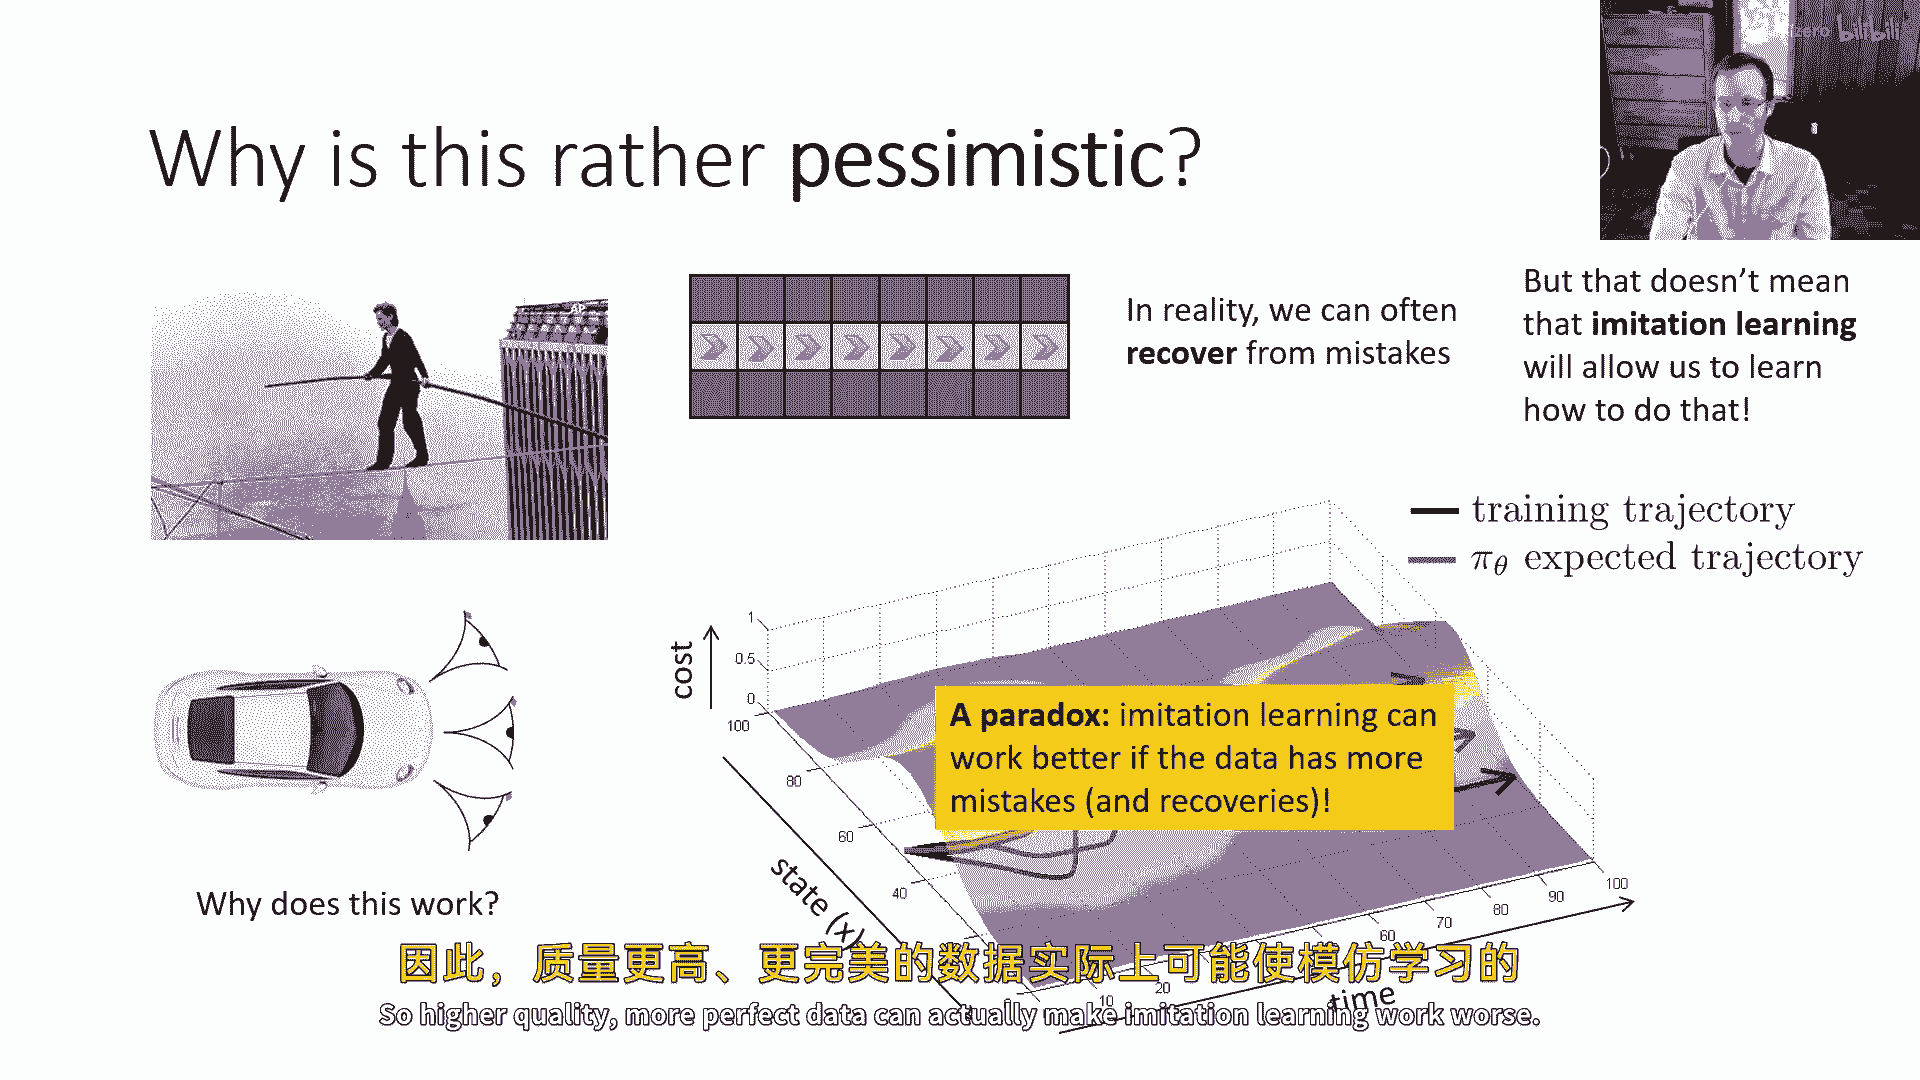 bilibili
Why is this rather pessimistic?
AP
In reality, we can often
recover from mistakes
But that doesn’t mean
that imitation learning
will allow us to learn
how to do that!
training trajectory
πθ expected trajectory
cost
1
0.5
0
100
80
60
40
state (x)
A paradox: imitation learning can
work better if the data has more
mistakes (and recoveries)!
10
20
60
70
80
90
100
time
Why does this work?
因此，质量更高、更完美的数据实际上可能使模仿学习的
So higher quality, more perfect data can actually make imitation learning work worse.